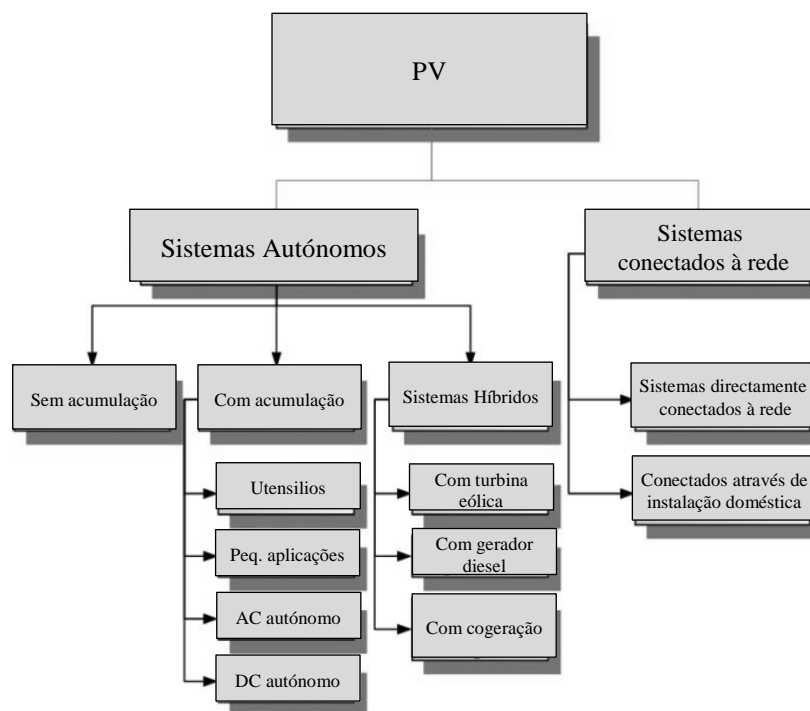 PV
Sistemas Autónomos
Sistemas
conectados à rede
Sem acumulação
Com acumulação
Sistemas Híbridos
Sistemas directamente
conectados à rede
Utensilios
Com turbina
eólica
Conectados através de
instalação doméstica
Peq. aplicações
Com gerador
diesel
AC autónomo
Com cogeração
DC autónomo